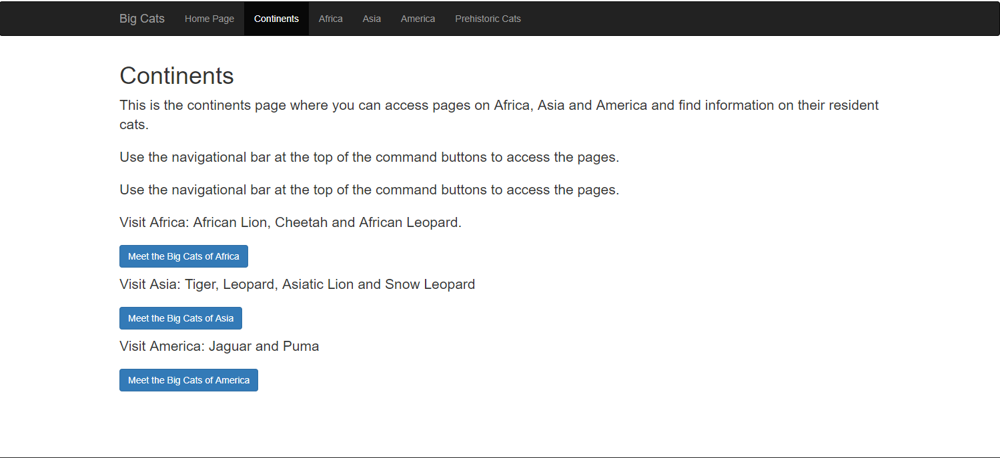 Big Cats Home Page Continents Africa Asia America Prehistoric Cats
Continents
This is the continents page where you can access pages on Africa, Asia and America and find information on their resident
cats.
Use the navigational bar at the top of the command buttons to access the pages.
Use the navigational bar at the top of the command buttons to access the pages.
Visit Africa: African Lion, Cheetah and African Leopard.
Meet the Big Cats of Africa
Visit Asia: Tiger, Leopard, Asiatic Lion and Snow Leopard
Meet the Big Cats of Asia
Visit America: Jaguar and Puma
Meet the Big Cats of America